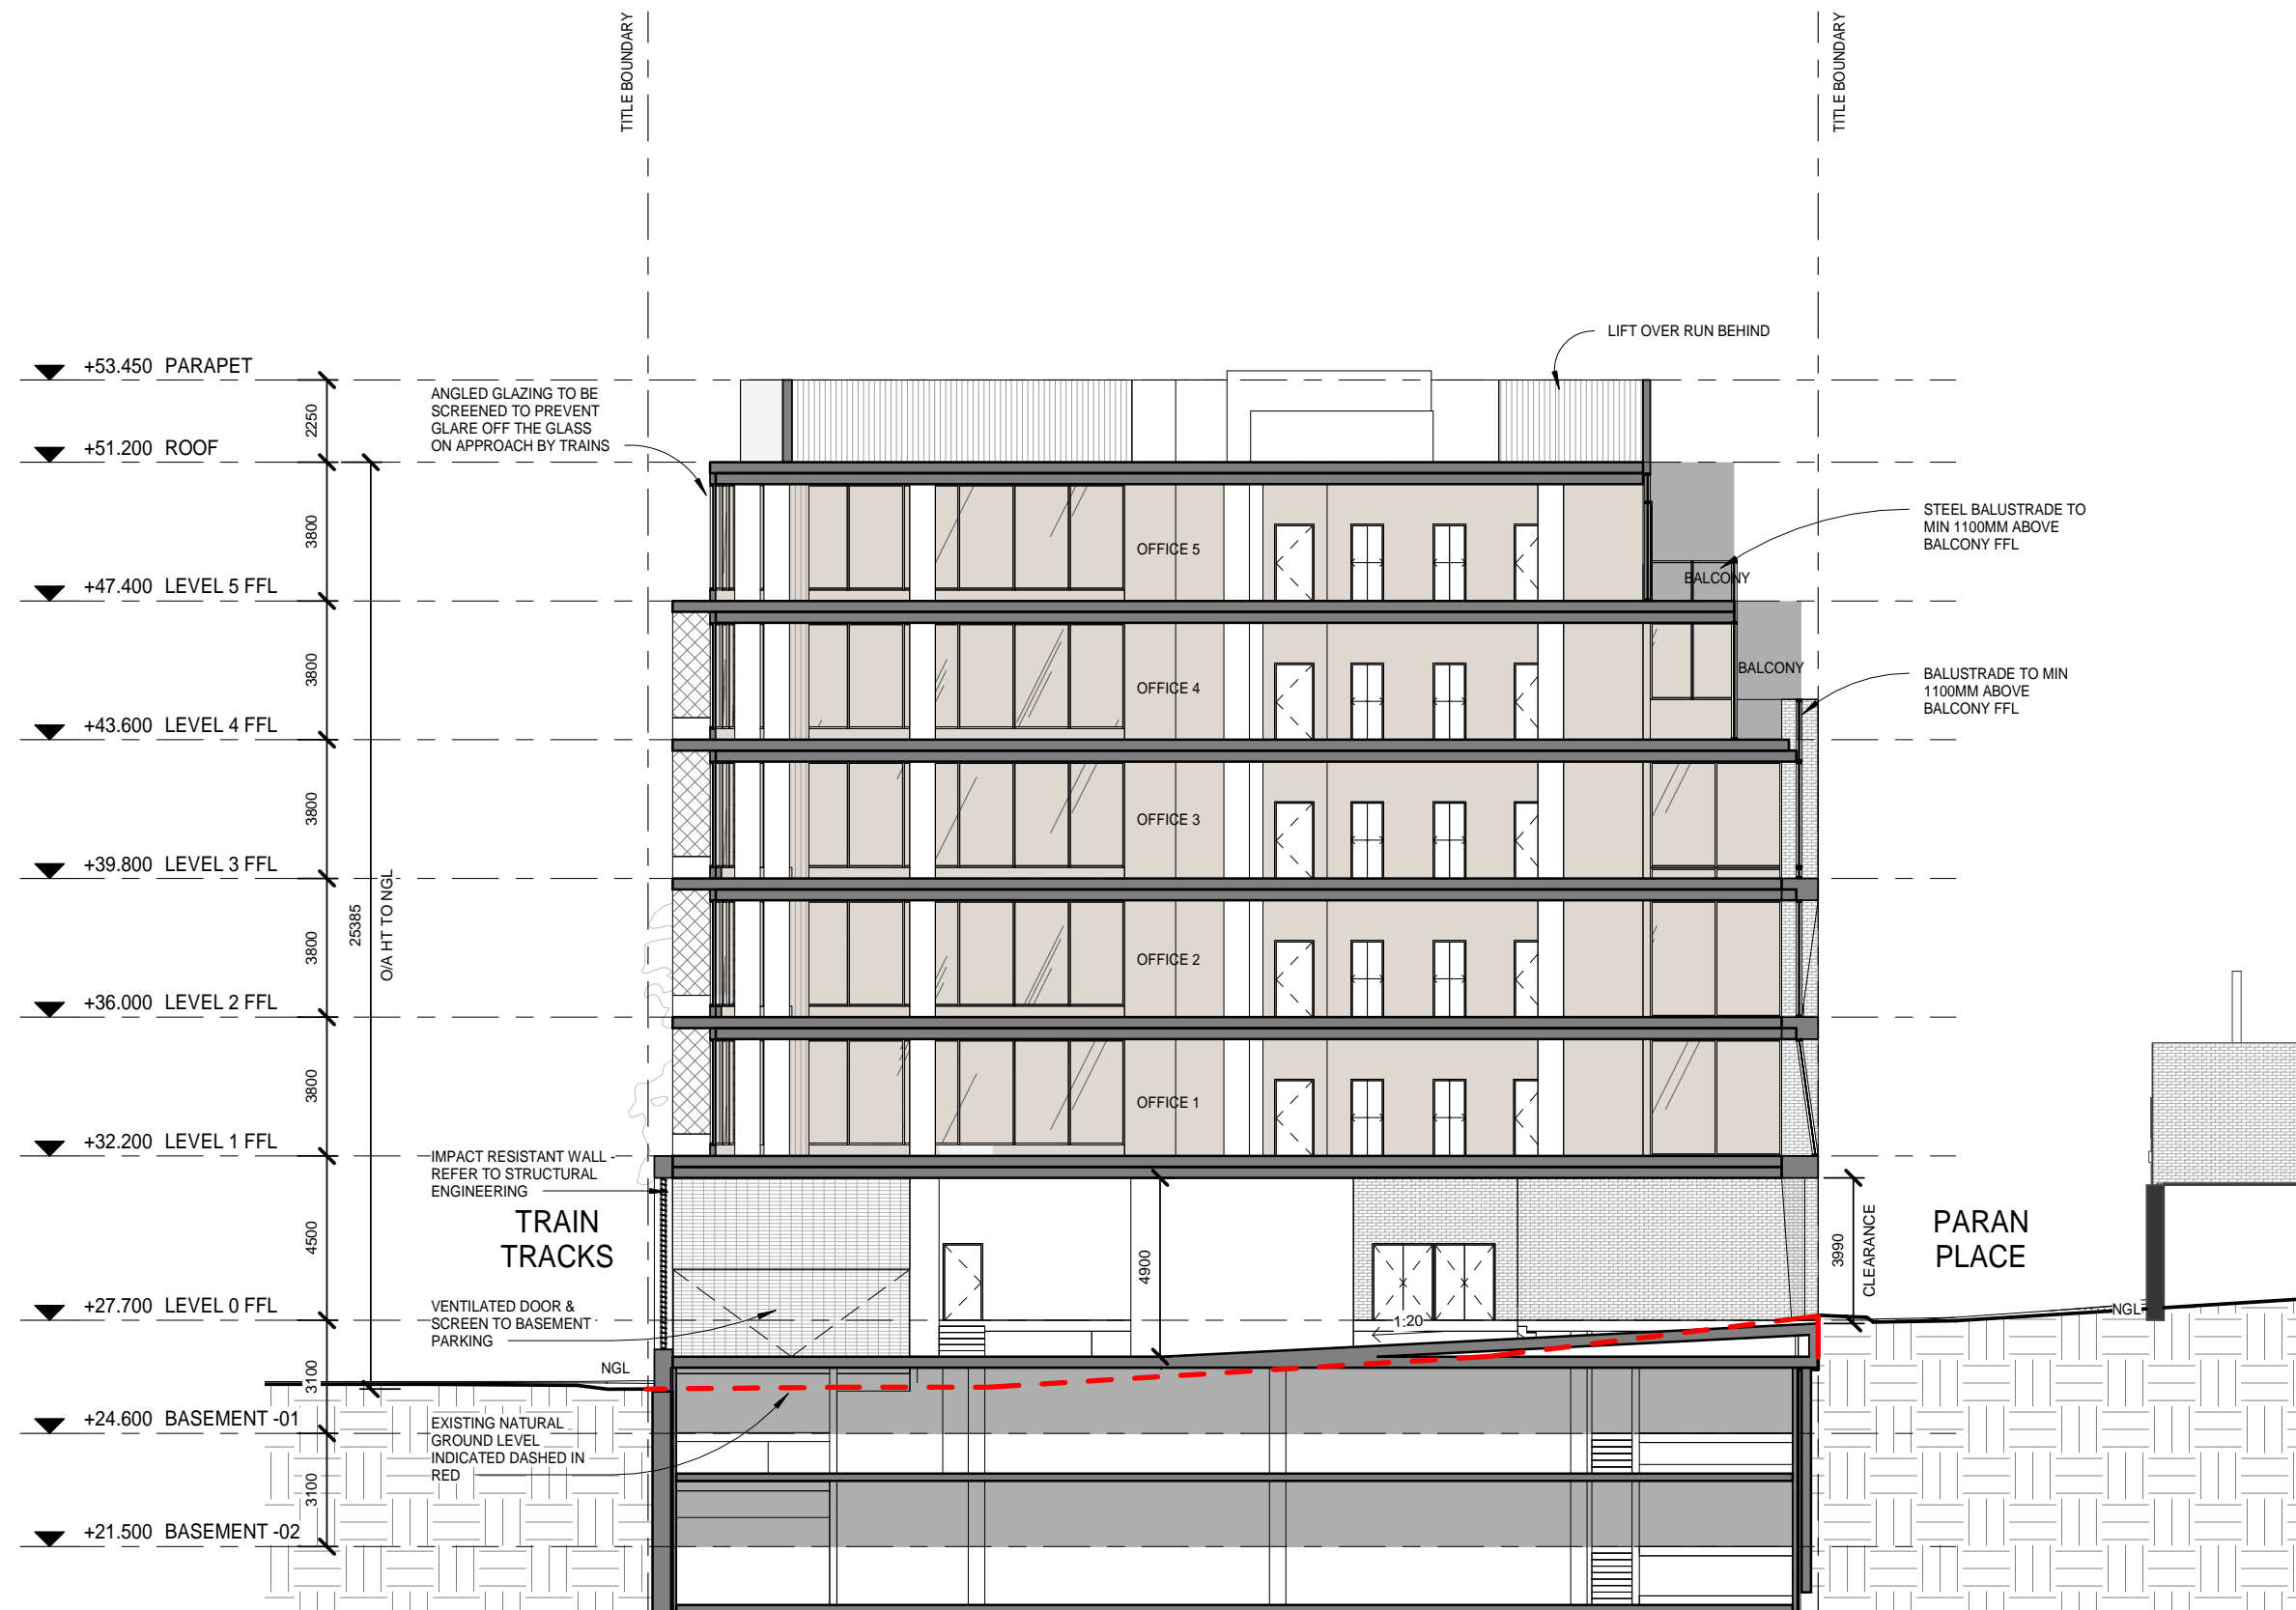 TITLE BOUNDARY
TITLE BOUNDARY
LIFT OVER RUN BEHIND
+53.450 PARAPET
2250
ANGLED GLAZING TO BE
SCREENED TO PREVENT
GLARE OFF THE GLASS
ON APPROACH BY TRAINS
+51.200 ROOF
3800
OFFICE 5
STEEL BALUSTRADE TO
MIN 1100MM ABOVE
BALCONY FFL
BALCONY
+47.400 LEVEL 5 FFL
3800
OFFICE 4
BALCONY
BALUSTRADE TO MIN
1100MM ABOVE
BALCONY FFL
+43.600 LEVEL 4 FFL
3800
OFFICE 3
+39.800 LEVEL 3 FFL
25385
O/A HT TO NGL
3800
OFFICE 2
+36.000 LEVEL 2 FFL
3800
OFFICE 1
+32.200 LEVEL 1 FFL
IMPACT RESISTANT WALL -
REFER TO STRUCTURAL
ENGINEERING
TRAIN
TRACKS
4500
4900
3990
CLEARANCE
PARAN
PLACE
+27.700 LEVEL 0 FFL
VENTILATED DOOR &
SCREEN TO BASEMENT
PARKING
1:20
NGL
NGL
3100
+24.600 BASEMENT -01
EXISTING NATURAL
GROUND LEVEL
INDICATED DASHED IN
RED
3100
+21.500 BASEMENT -02